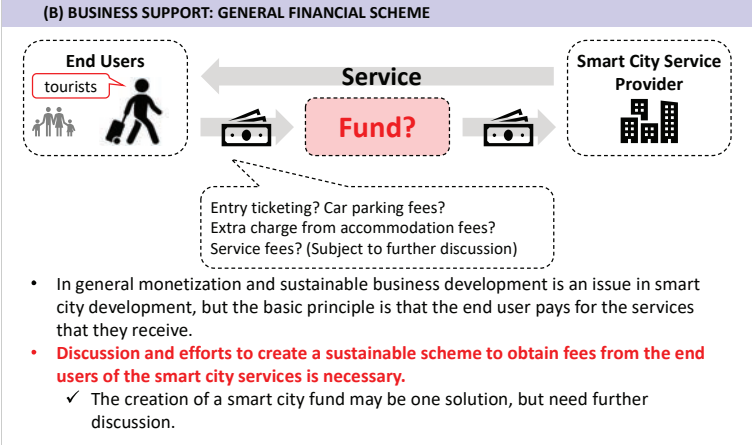 (B) BUSINESS SUPPORT: GENERAL FINANCIAL SCHEME
End Users
tourists
Service
Smart City Service
Provider
Fund?
Entry ticketing? Car parking fees?
Extra charge from accommodation fees?
Service fees? (Subject to further discussion)
• In general monetization and sustainable business development is an issue in smart
city development, but the basic principle is that the end user pays for the services
that they receive.
• Discussion and efforts to create a sustainable scheme to obtain fees from the end
users of the smart city services is necessary.
✓ The creation of a smart city fund may be one solution, but need further
discussion.